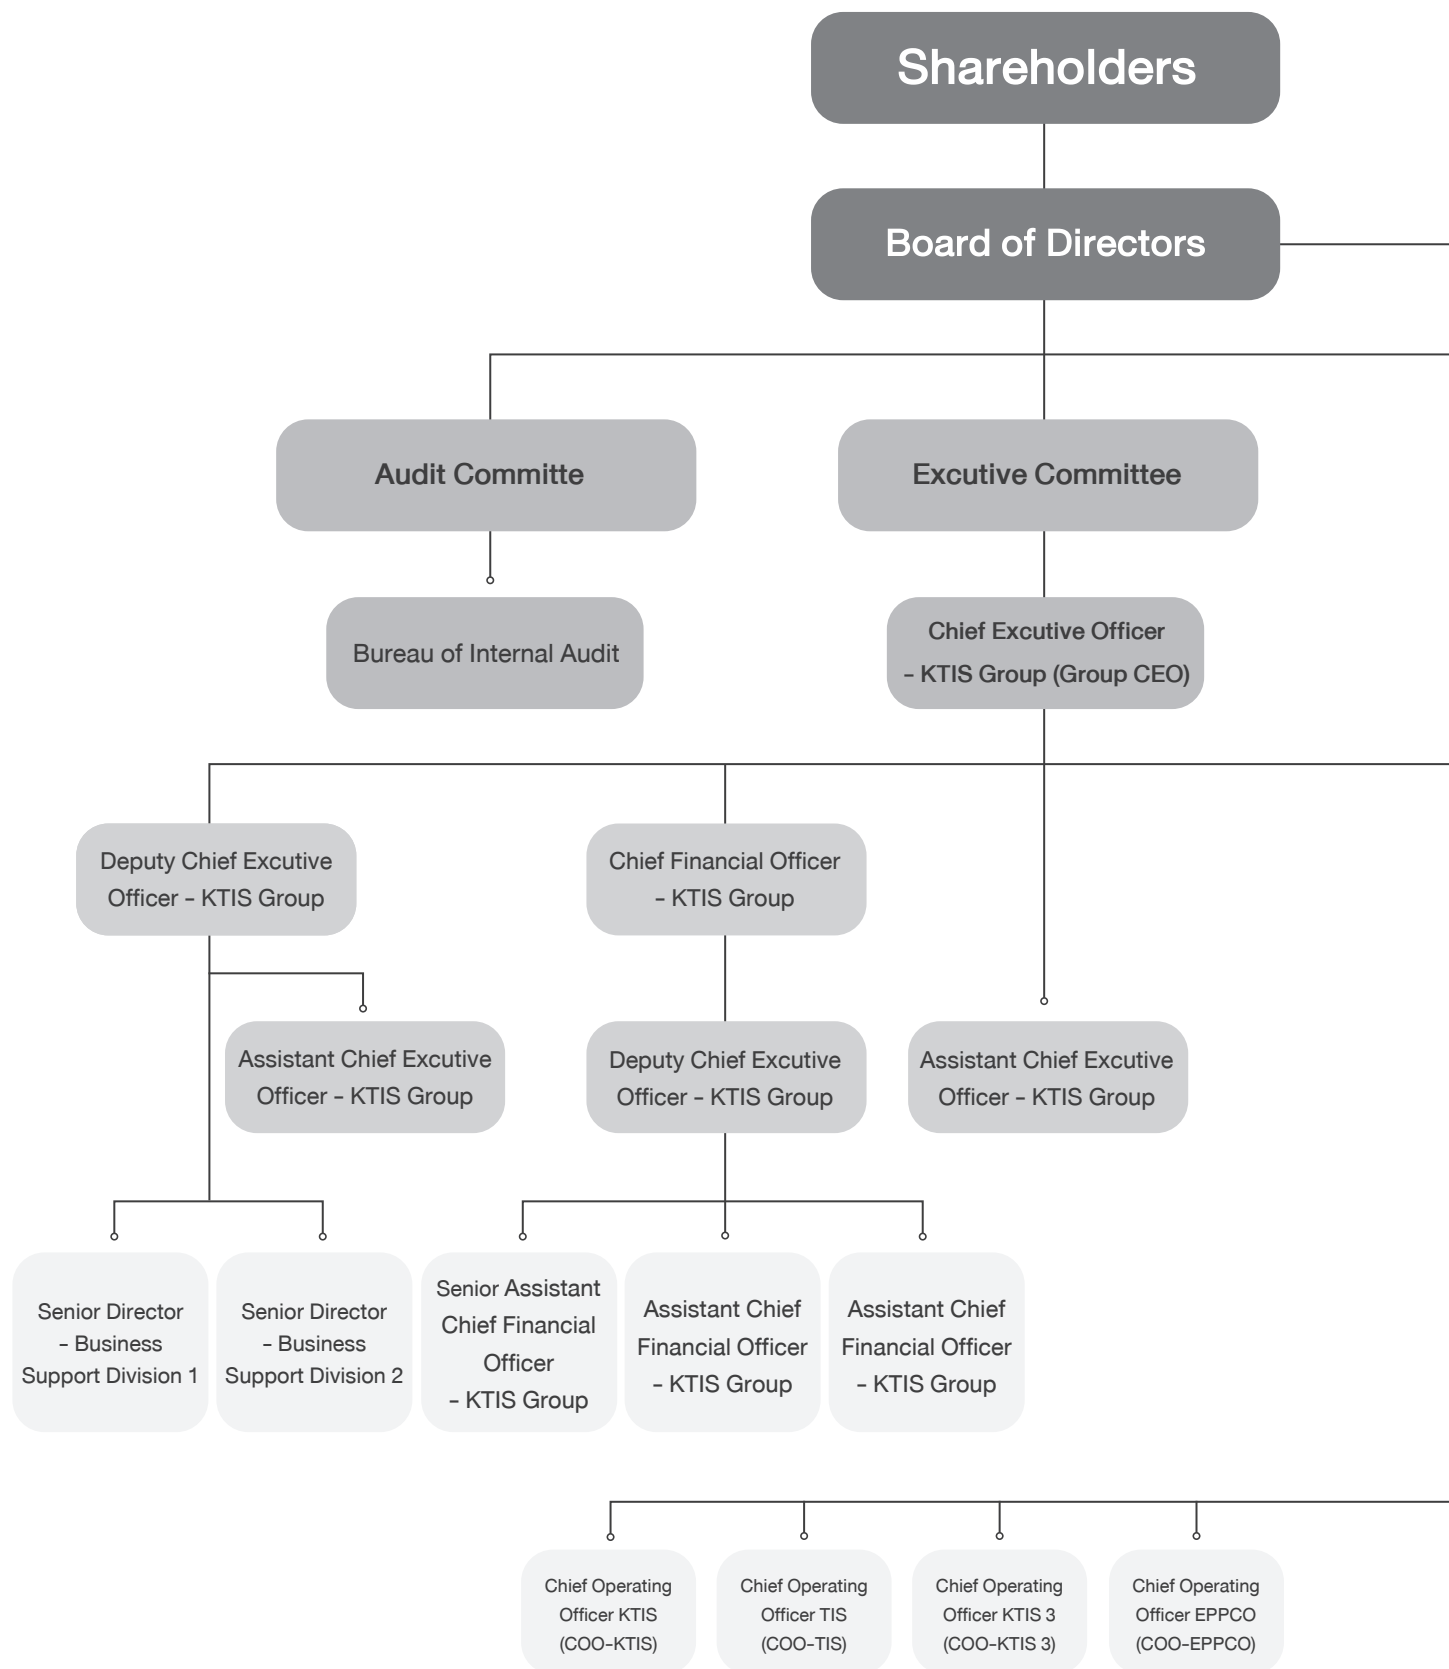 Shareholders
Board of Directors
Audit Committe
Excutive Committee
Bureau of Internal Audit
Chief Excutive Officer
- KTIS Group (Group CEO)
Deputy Chief Excutive
Officer - KTIS Group
Chief Financial Officer
- KTIS Group
Assistant Chief Excutive
Officer - KTIS Group
Deputy Chief Excutive
Officer - KTIS Group
Assistant Chief Excutive
Officer - KTIS Group
Senior Director
- Business
Support Division 1
Senior Director
- Business
Support Division 2
Senior Assistant
Chief Financial
Officer
- KTIS Group
Assistant Chief
Financial Officer
- KTIS Group
Assistant Chief
Financial Officer
- KTIS Group
Chief Operating
Officer KTIS
(COO-KTIS)
Chief Operating
Officer TIS
(COO-TIS)
Chief Operating
Officer KTIS 3
(COO-KTIS 3)
Chief Operating
Officer EPPCO
(COO-EPPCO)